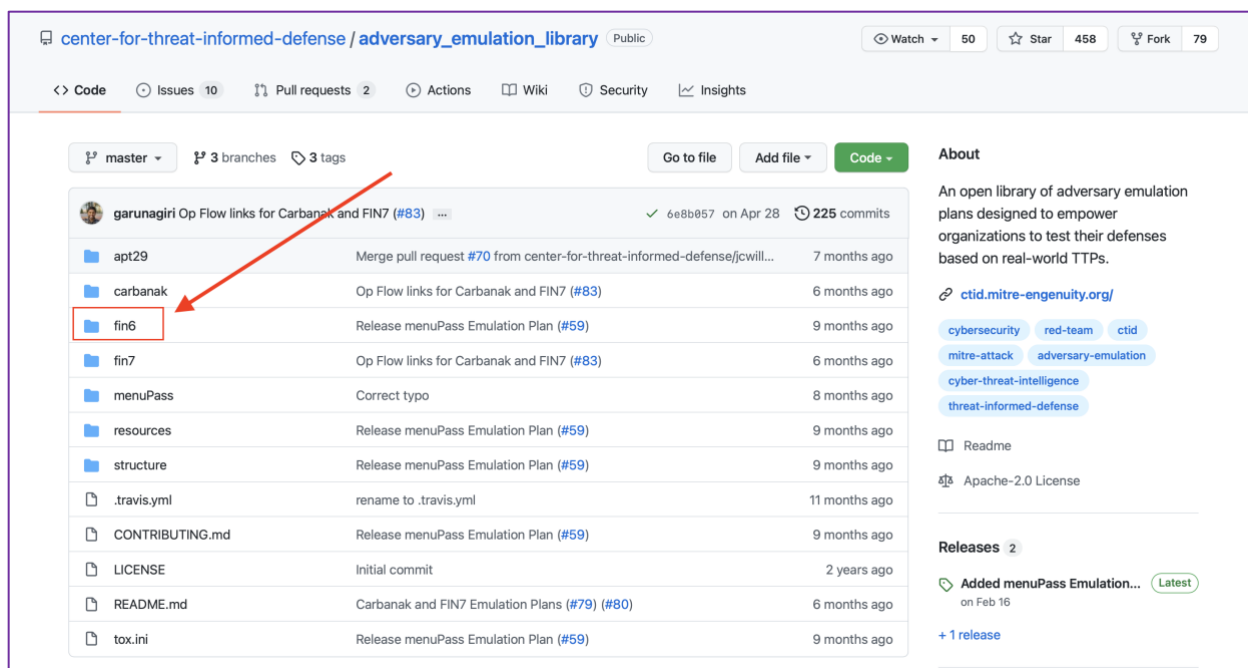 center-for-threat-informed-defense / adversary_emulation_library Public
Watch 50 Star 458 Fork 79
<> Code Issues 10 Pull requests 2 Actions Wiki Security Insights
master 3 branches 3 tags Go to file Add file Code
garunagiri Op Flow links for Carbanak and FIN7 (#83) ... 6e8b057 on Apr 28 225 commits
apt29 Merge pull request #70 from center-for-threat-informed-defense/jcwill... 7 months ago
carbanak Op Flow links for Carbanak and FIN7 (#83) 6 months ago
fin6 Release menuPass Emulation Plan (#59) 9 months ago
fin7 Op Flow links for Carbanak and FIN7 (#83) 6 months ago
menuPass Correct typo 8 months ago
resources Release menuPass Emulation Plan (#59) 9 months ago
structure Release menuPass Emulation Plan (#59) 9 months ago
.travis.yml rename to .travis.yml 11 months ago
CONTRIBUTING.md Release menuPass Emulation Plan (#59) 9 months ago
LICENSE Initial commit 2 years ago
README.md Carbanak and FIN7 Emulation Plans (#79) (#80) 6 months ago
tox.ini Release menuPass Emulation Plan (#59) 9 months ago
About
An open library of adversary emulation
plans designed to empower
organizations to test their defenses
based on real-world TTPs.
ctid.mitre-engenuity.org/
cybersecurity red-team ctid
mitre-attack adversary-emulation
cyber-threat-intelligence
threat-informed-defense
Readme
Apache-2.0 License
Releases 2
Added menuPass Emulation... Latest
on Feb 16
+ 1 release